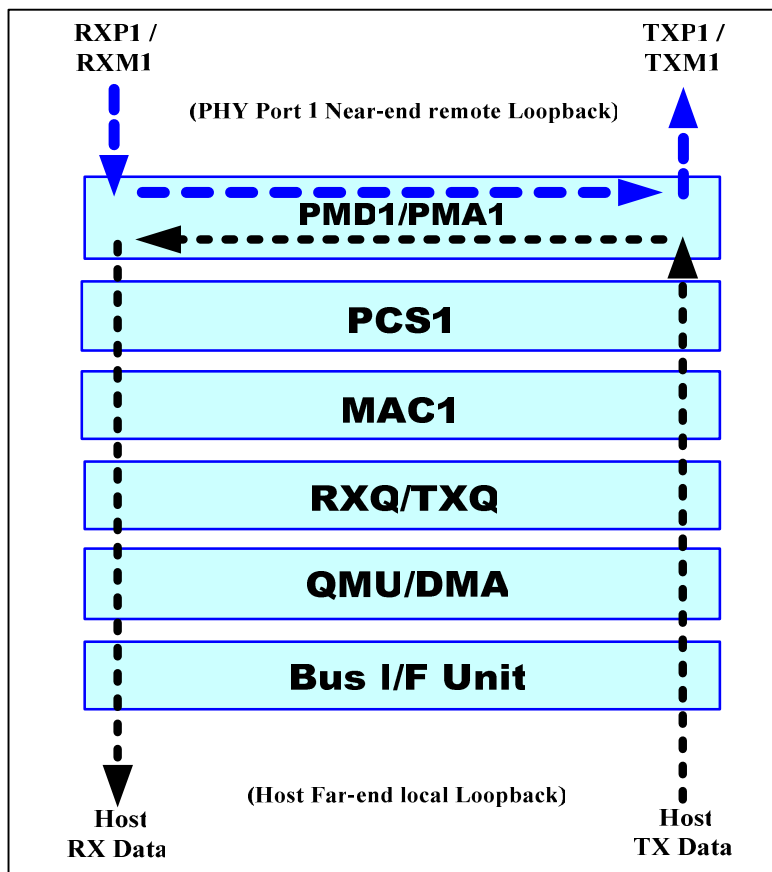 RXP1 /
RXM1
TXP1 /
TXM1
(PHY Port 1 Near-end remote Loopback)
PMD1/PMA1
PCS1
MAC1
RXQ/TXQ
QMU/DMA
Bus I/F Unit
(Host Far-end local Loopback)
Host
RX Data
Host
TX Data